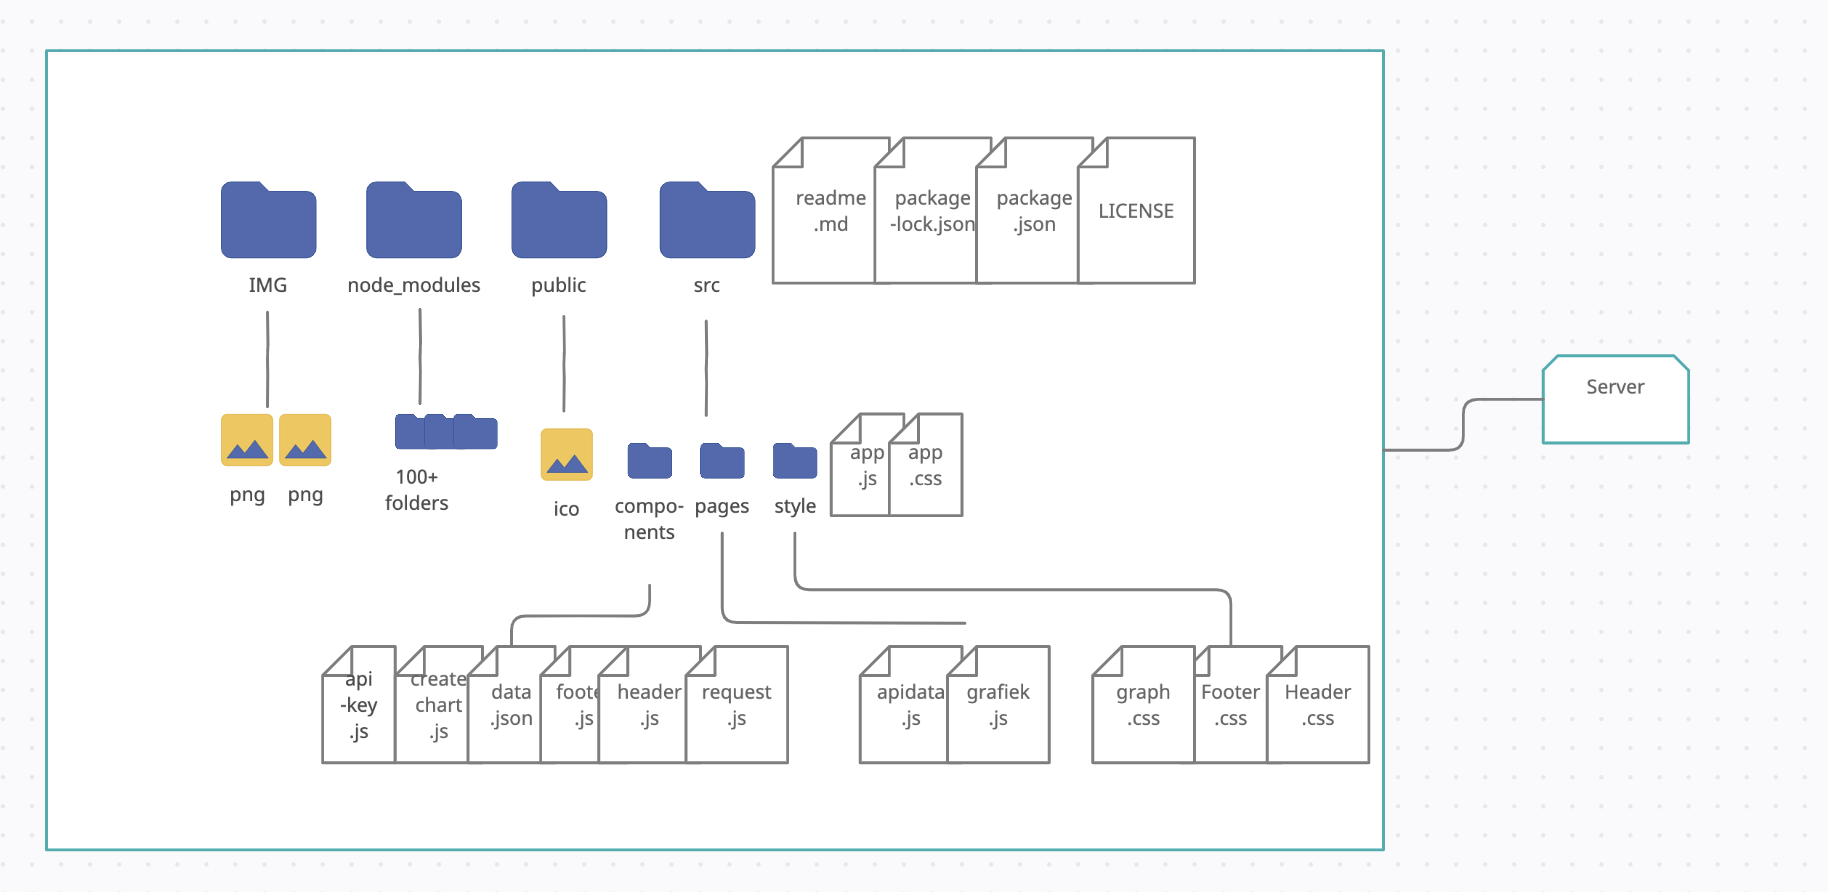 readme
.md
package
-lock.json
package
.json
LICENSE
IMG
node_modules
public
src
Server
app
.js
app
.css
png
png
100+
folders
ico
compo-
nents
pages
style
api
-key
.js
create
chart
.js
data
.json
foote
.js
header
.js
request
.js
apidata
.js
grafiek
.js
graph
.css
Footer
.css
Header
.css